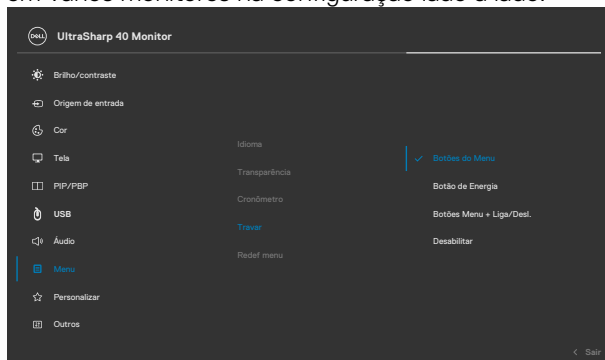 em vários monitores na configuração lado a lado.
DELL UltraSharp 40 Monitor
Brilho/contraste
Origem de entrada
Cor
Tela
PIP/PBP
USB
Áudio
Menu
Personalizar
Outros
Idioma
Transparência
Cronômetro
Travar
Redef menu
Botões do Menu
Botão de Energia
Botões Menu + Liga/Desl.
Desabilitar
Sair